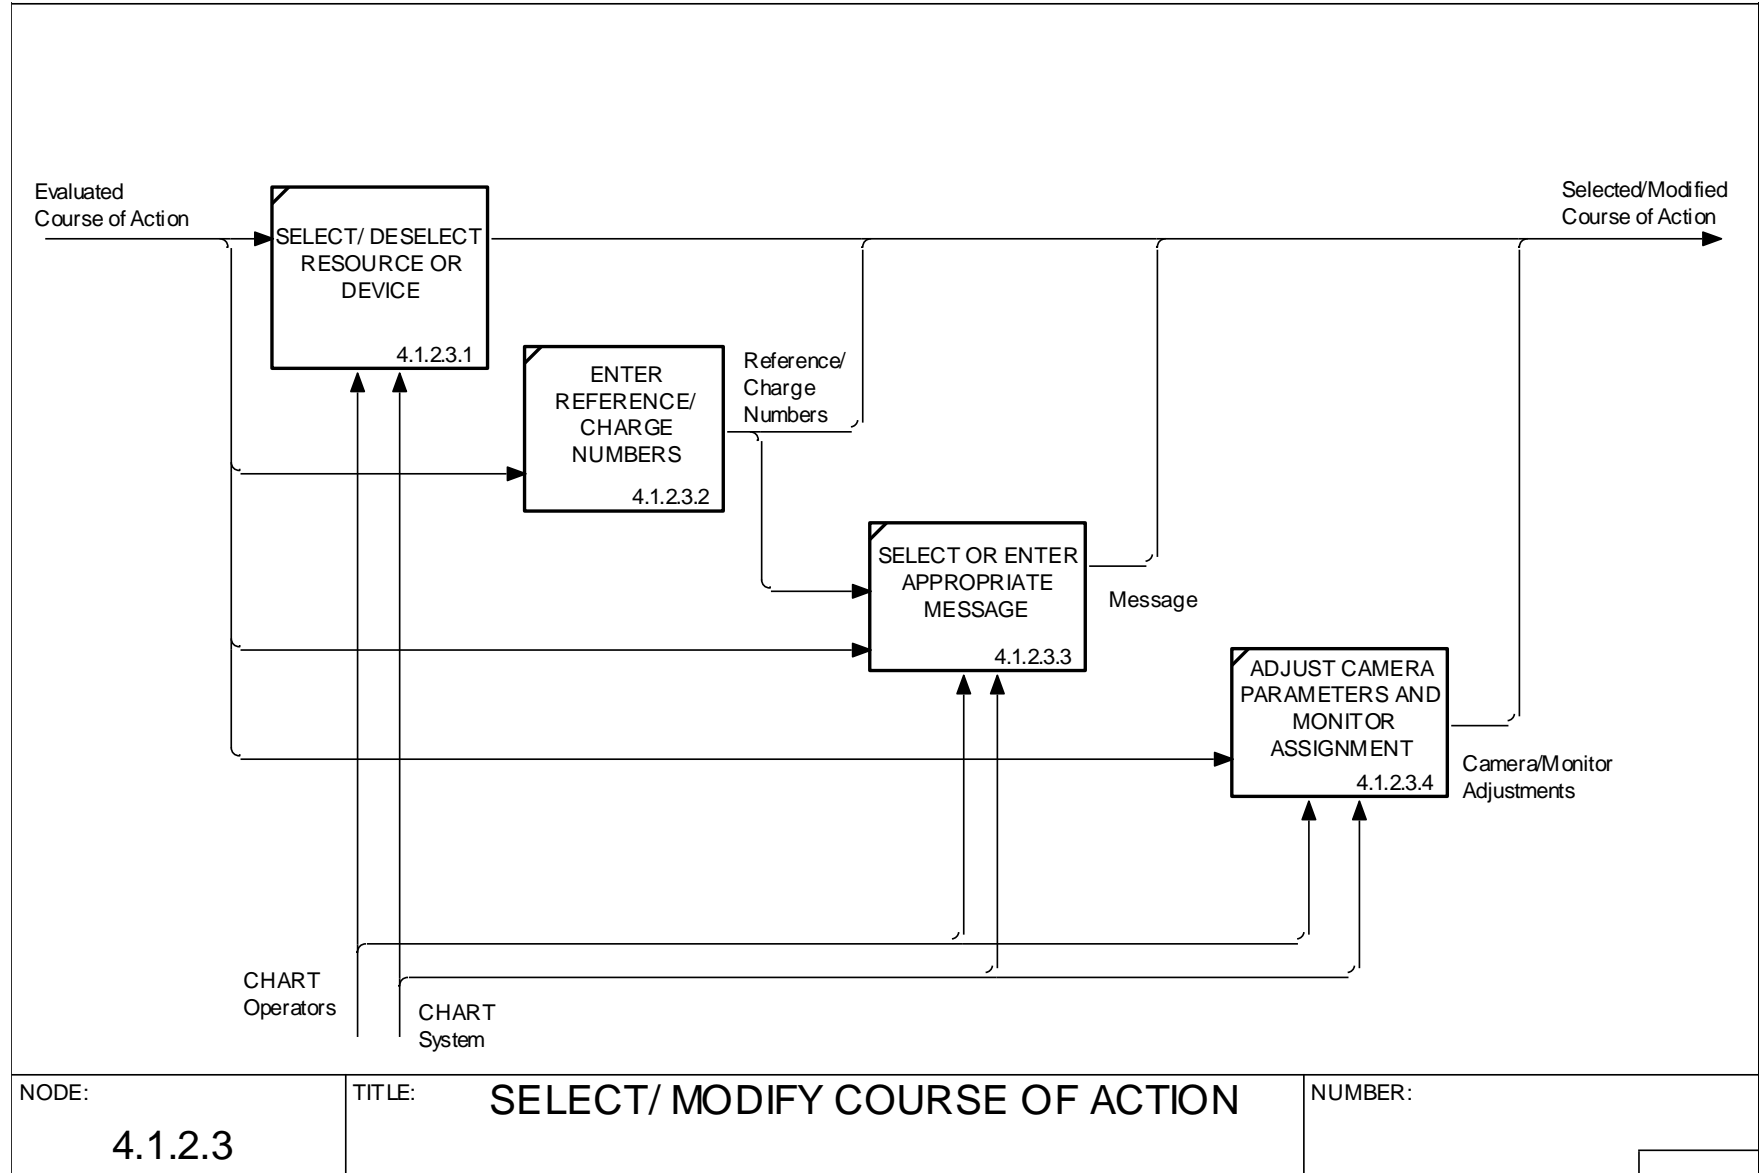 Evaluated
Course of Action
Selected/Modified
Course of Action
SELECT/ DESELECT
RESOURCE OR
DEVICE
4.1.2.3.1
ENTER
REFERENCE/
CHARGE
NUMBERS
4.1.2.3.2
Reference/
Charge
Numbers
SELECT OR ENTER
APPROPRIATE
MESSAGE
4.1.2.3.3
Message
ADJUST CAMERA
PARAMETERS AND
MONITOR
ASSIGNMENT
4.1.2.3.4
Camera/Monitor
Adjustments
CHART
Operators
CHART
System
NODE:
4.1.2.3
TITLE:
SELECT/ MODIFY COURSE OF ACTION
NUMBER: